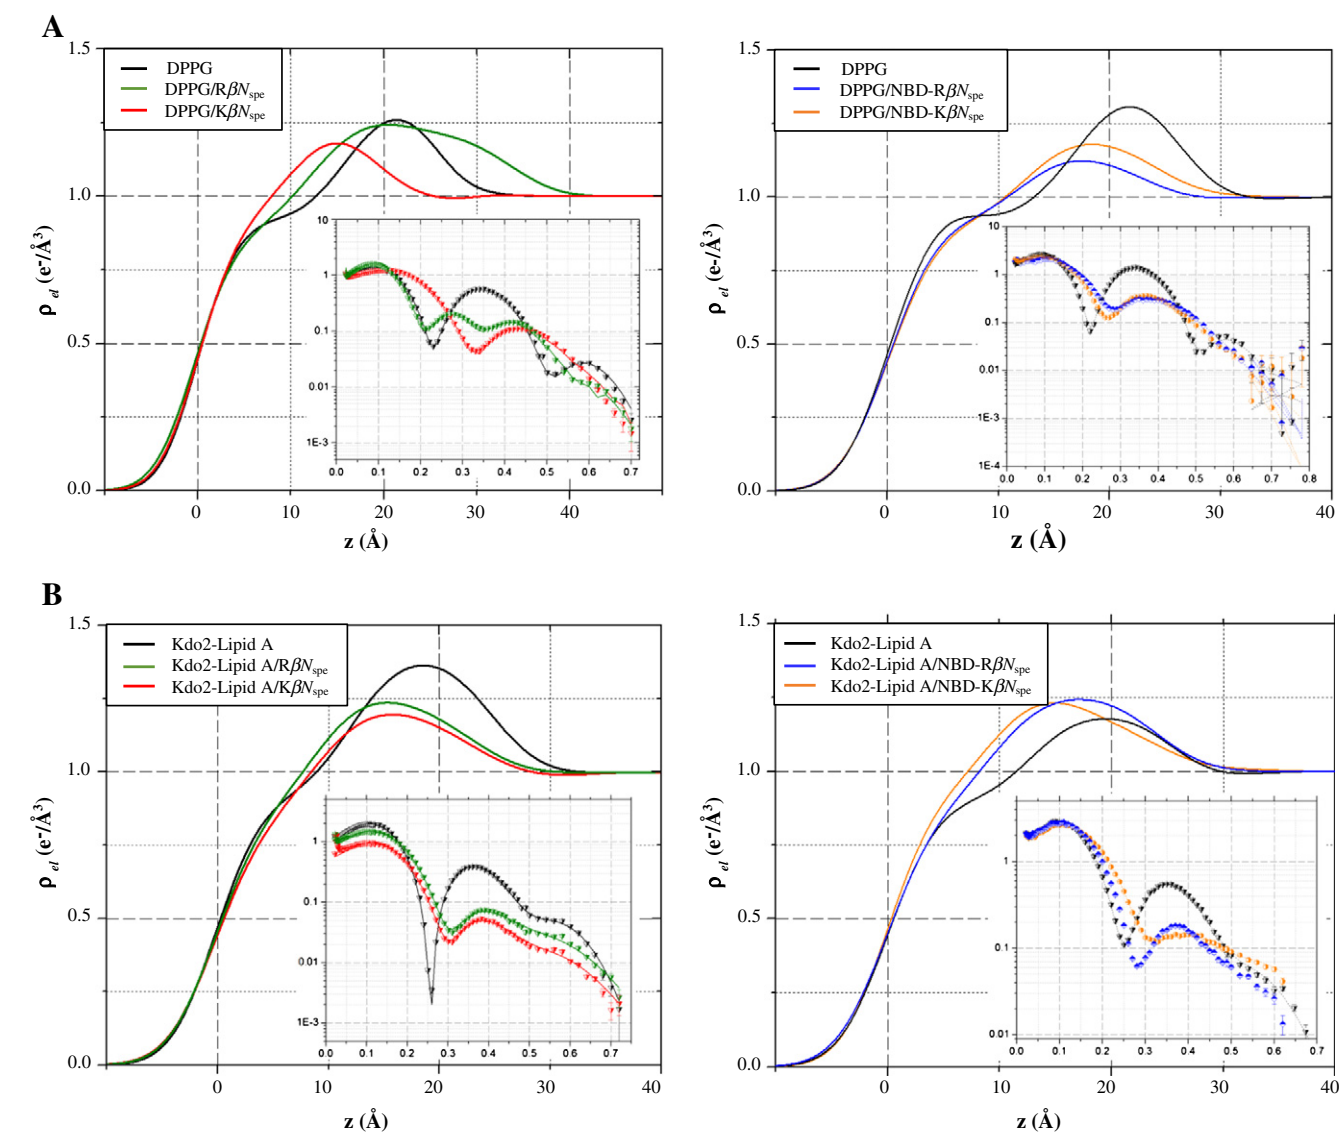 A
1.5
1.0
0.5
0.0
ρ el (e-/Å3)
DPPG
DPPG/RβNspe
DPPG/KβNspe
10
1
0.1
0.01
1E-3
0.0 0.1 0.2 0.3 0.4 0.5 0.6 0.7
0 10 20 30 40
z (Å)
1.5
1.0
0.5
0.0
ρ el (e-/Å3)
DPPG
DPPG/NBD-RβNspe
DPPG/NBD-KβNspe
10
1
0.1
0.01
1E-3
1E-4
0.0 0.1 0.2 0.3 0.4 0.5 0.6 0.7 0.8
0 10 20 30 40
z (Å)
B
1.5
1.0
0.5
0.0
ρ el (e-/Å3)
Kdo2-Lipid A
Kdo2-Lipid A/RβNspe
Kdo2-Lipid A/KβNspe
1
0.1
0.01
1E-3
0.0 0.1 0.2 0.3 0.4 0.5 0.6 0.7
0 10 20 30 40
z (Å)
1.5
1.0
0.5
0.0
ρ el (e-/Å3)
Kdo2-Lipid A
Kdo2-Lipid A/NBD-RβNspe
Kdo2-Lipid A/NBD-KβNspe
1
0.1
0.01
0.0 0.1 0.2 0.3 0.4 0.5 0.6 0.7
0 10 20 30 40
z (Å)